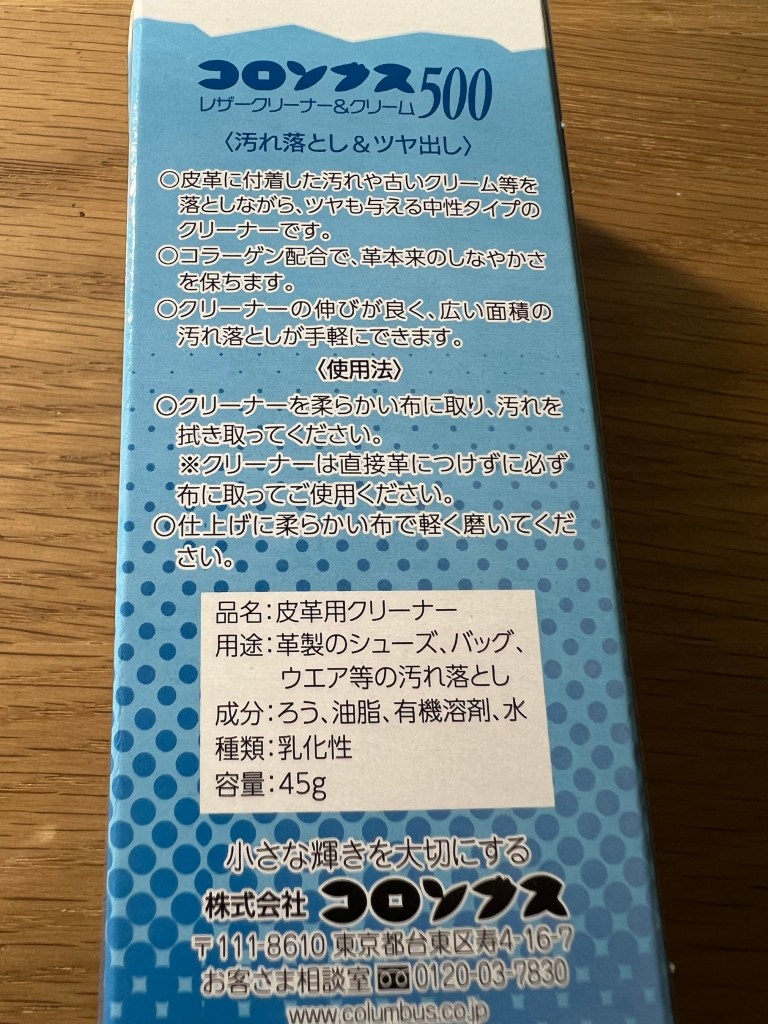 コロンブス500
レザークリーナー&クリーム
〈汚れ落とし&ツヤ出し〉
○皮革に付着した汚れや古いクリーム等を
落としながら、ツヤも与える中性タイプの
クリーナーです。
○コラーゲン配合で、革本来のしなやかさ
を保ちます。
○クリーナーの伸びが良く、広い面積の
汚れ落としが手軽にできます。
〈使用法〉
○クリーナーを柔らかい布に取り、汚れを
拭き取ってください。
※クリーナーは直接革につけずに必ず
布に取ってご使用ください。
○仕上げに柔らかい布で軽く磨いてくだ
さい。
品名:皮革用クリーナー
用途:革製のシューズ、バッグ、
ウエア等の汚れ落とし
成分:ろう、油脂、有機溶剤、水
種類:乳化性
容量:45g
小さな輝きを大切にする
株式会社 コロンブス
〒111-8610 東京都台東区寿4-16-7
お客さま相談室 0120-03-7830
www.columbus.co.jp